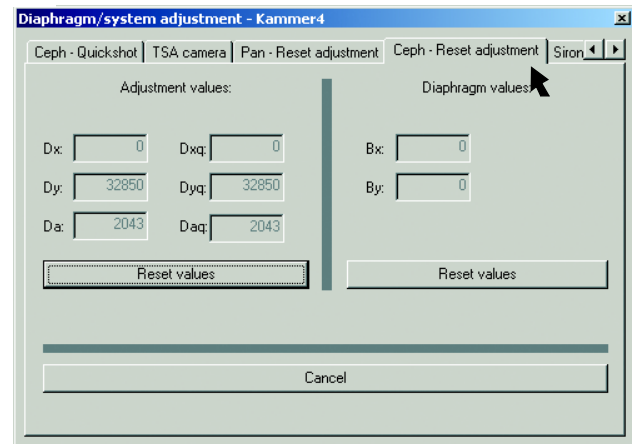 Diaphragm/system adjustment - Kammer4
Ceph - Quickshot TSA camera Pan - Reset adjustment Ceph - Reset adjustment Siron
Adjustment values: Diaphragm values:
Dx: 0 Dxq: 0 Bx: 0
Dy: 32850 Dyq: 32850 By: 0
Da: 2043 Daq: 2043
Reset values Reset values
Cancel